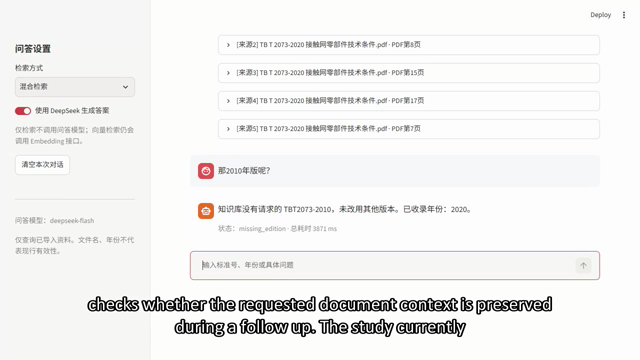 Deploy
问答设置
检索方式
混合检索
使用 DeepSeek 生成答案
仅检索不调用问答模型；向量检索仍会
调用 Embedding 接口。
清空本次对话
问答模型：deepseek-flash
仅查询已导入资料。文件名、年份不代
表现行有效性。
[来源2] TB T 2073-2020 接触网零部件技术条件.pdf · PDF第8页
[来源3] TB T 2073-2020 接触网零部件技术条件.pdf · PDF第15页
[来源4] TB T 2073-2020 接触网零部件技术条件.pdf · PDF第17页
[来源5] TB T 2073-2020 接触网零部件技术条件.pdf · PDF第7页
那2010年版呢？
知识库没有请求的 TBT2073-2010，未改用其他版本。已收录年份：2020。
状态：missing_edition · 总耗时 3871 ms
输入标准号、年份或具体问题
checks whether the requested document context is preserved
during a follow up. The study currently